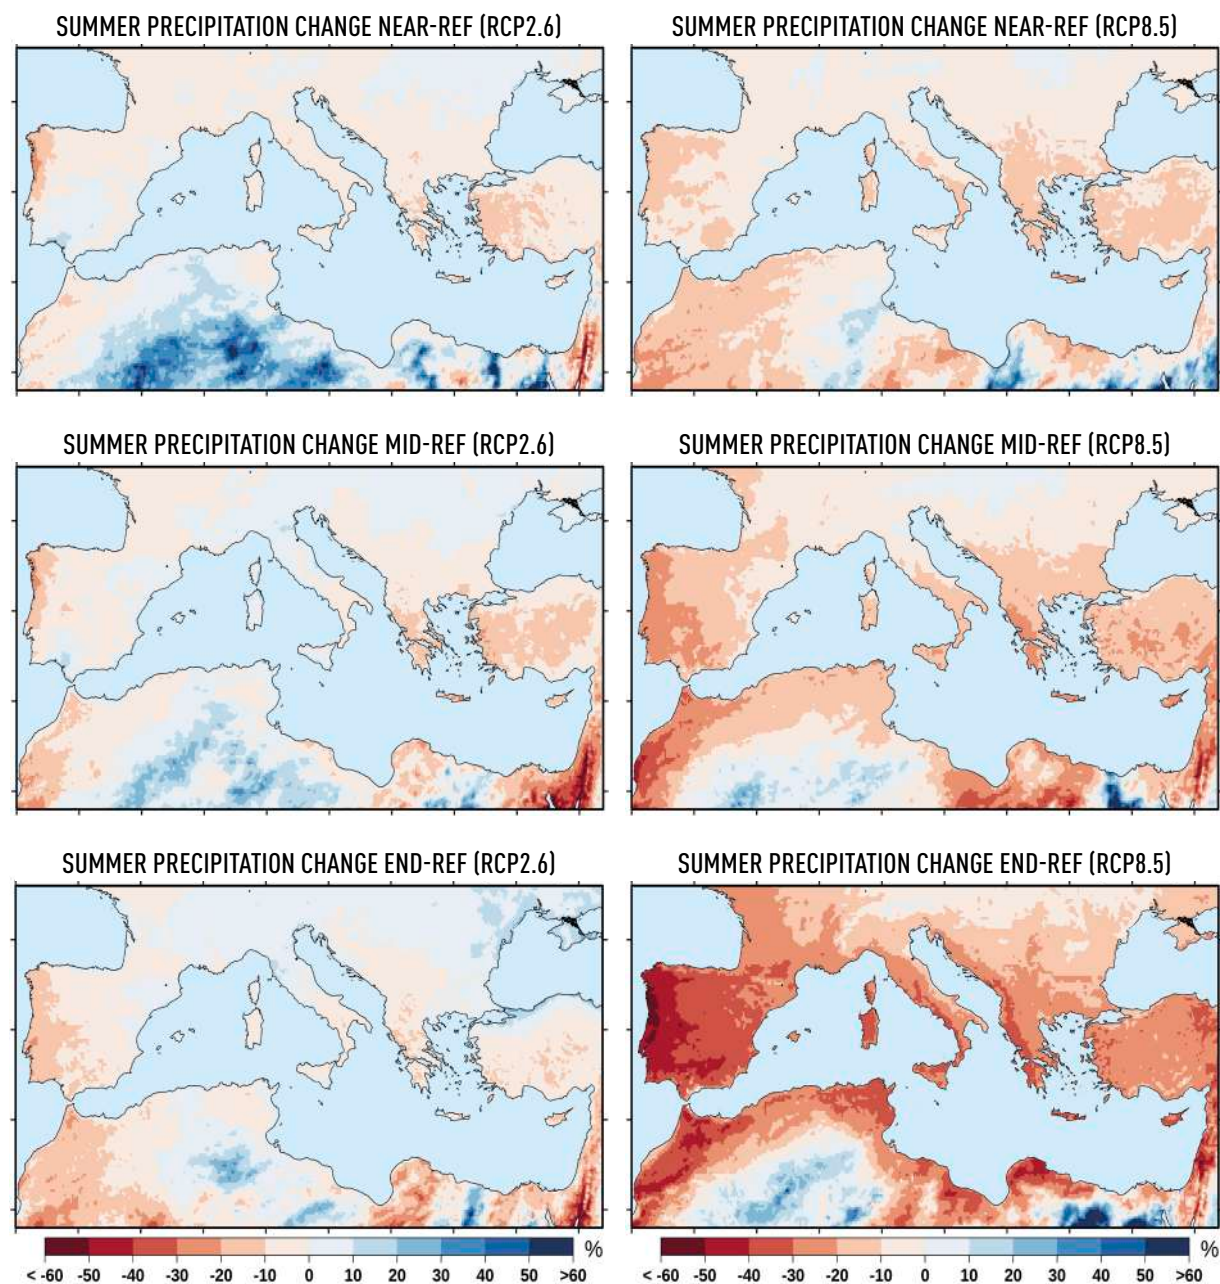 SUMMER PRECIPITATION CHANGE NEAR-REF (RCP2.6)
SUMMER PRECIPITATION CHANGE NEAR-REF (RCP8.5)
SUMMER PRECIPITATION CHANGE MID-REF (RCP2.6)
SUMMER PRECIPITATION CHANGE MID-REF (RCP8.5)
SUMMER PRECIPITATION CHANGE END-REF (RCP2.6)
SUMMER PRECIPITATION CHANGE END-REF (RCP8.5)
%
< -60 -50 -40 -30 -20 -10 0 10 20 30 40 50 >60
%
< -60 -50 -40 -30 -20 -10 0 10 20 30 40 50 >60